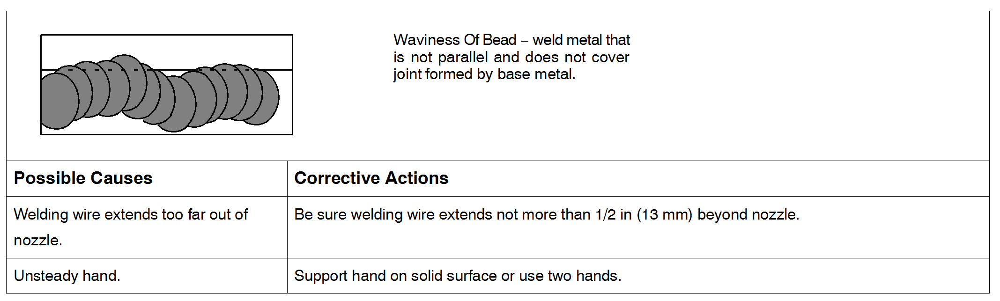 Waviness Of Bead – weld metal that
is not parallel and does not cover
joint formed by base metal.
Possible Causes
Corrective Actions
Welding wire extends too far out of
nozzle.
Be sure welding wire extends not more than 1/2 in (13 mm) beyond nozzle.
Unsteady hand.
Support hand on solid surface or use two hands.